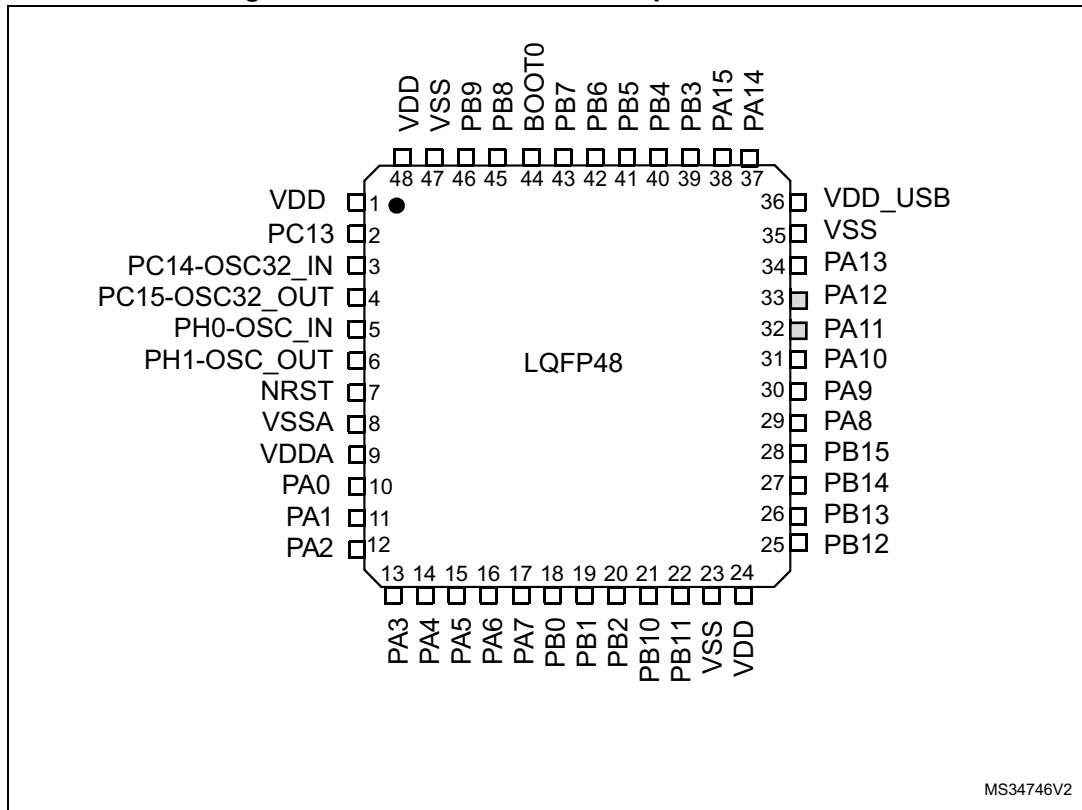 VDD
VSS
PB9
PB8
BOOT0
PB7
PB6
PB5
PB4
PB3
PA15
PA14
48 47 46 45 44 43 42 41 40 39 38 37
VDD 1
PC13 2
PC14-OSC32_IN 3
PC15-OSC32_OUT 4
PH0-OSC_IN 5
PH1-OSC_OUT 6
NRST 7
VSSA 8
VDDA 9
PA0 10
PA1 11
PA2 12
LQFP48
36 VDD_USB
35 VSS
34 PA13
33 PA12
32 PA11
31 PA10
30 PA9
29 PA8
28 PB15
27 PB14
26 PB13
25 PB12
13 14 15 16 17 18 19 20 21 22 23 24
PA3
PA4
PA5
PA6
PA7
PB0
PB1
PB2
PB10
PB11
VSS
VDD
MS34746V2